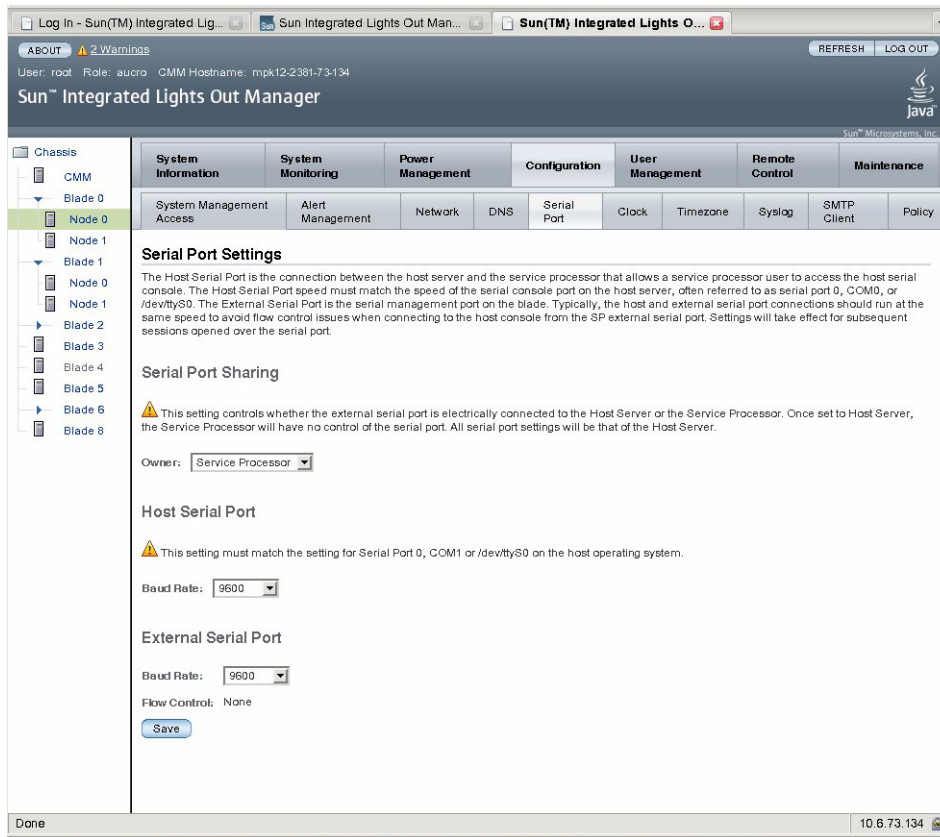 Log In - Sun(TM) Integrated Lig...
Sun Integrated Lights Out Man...
Sun(TM) Integrated Lights O...
ABOUT
2 Warnings
REFRESH
LOG OUT
User: root Role: aucro CMM Hostname: mpk12-2381-73-134
Sun™ Integrated Lights Out Manager
Java™
Sun™ Microsystems, Inc.
Chassis
CMM
Blade 0
Node 0
Node 1
Blade 1
Node 0
Node 1
Blade 2
Blade 3
Blade 4
Blade 5
Blade 6
Blade 8
System Information
System Monitoring
Power Management
Configuration
User Management
Remote Control
Maintenance
System Management Access
Alert Management
Network
DNS
Serial Port
Clock
Timezone
Syslog
SMTP Client
Policy
Serial Port Settings
The Host Serial Port is the connection between the host server and the service processor that allows a service processor user to access the host serial
console. The Host Serial Port speed must match the speed of the serial console port on the host server, often referred to as serial port 0, COM0, or
/dev/ttyS0. The External Serial Port is the serial management port on the blade. Typically, the host and external serial port connections should run at the
same speed to avoid flow control issues when connecting to the host console from the SP external serial port. Settings will take effect for subsequent
sessions opened over the serial port.
Serial Port Sharing
This setting controls whether the external serial port is electrically connected to the Host Server or the Service Processor. Once set to Host Server,
the Service Processor will have no control of the serial port. All serial port settings will be that of the Host Server.
Owner: Service Processor
Host Serial Port
This setting must match the setting for Serial Port 0, COM1 or /dev/ttyS0 on the host operating system.
Baud Rate: 9600
External Serial Port
Baud Rate: 9600
Flow Control: None
Save
Done
10.6.73.134